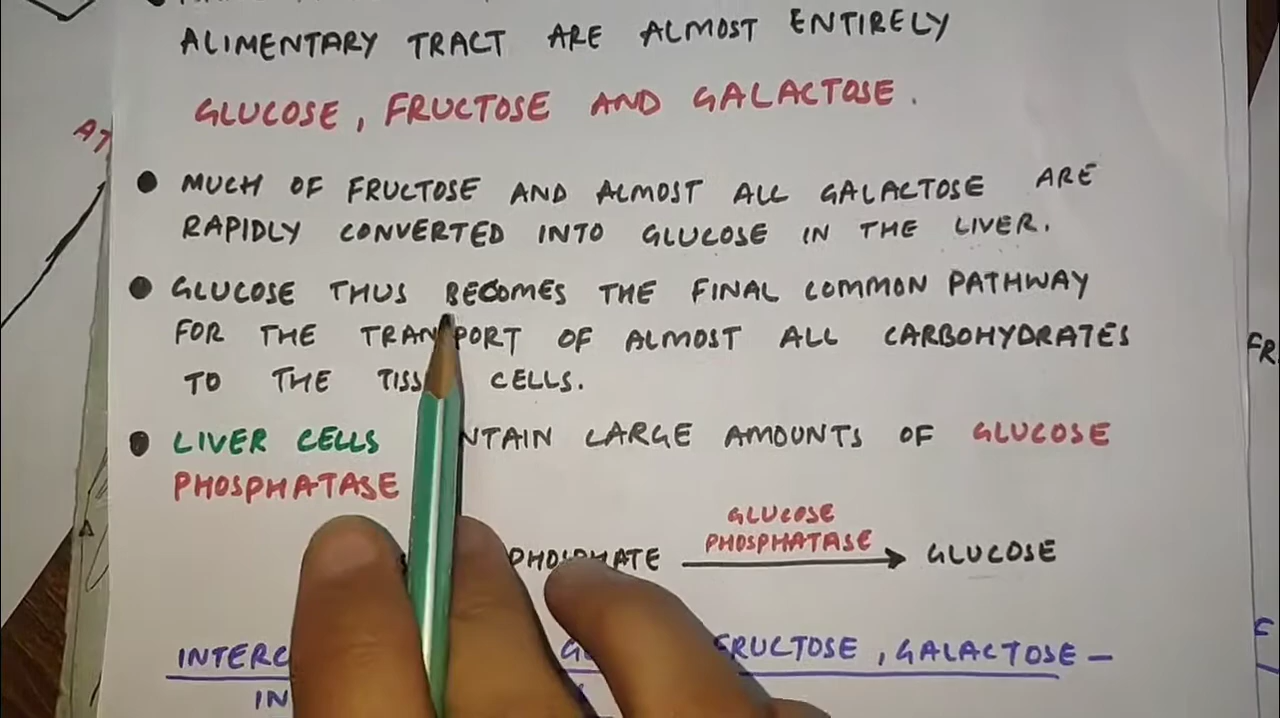 ALIMENTARY TRACT ARE ALMOST ENTIRELY
GLUCOSE, FRUCTOSE AND GALACTOSE.
MUCH OF FRUCTOSE AND ALMOST ALL GALACTOSE ARE
RAPIDLY CONVERTED INTO GLUCOSE IN THE LIVER.
GLUCOSE THUS BECOMES THE FINAL COMMON PATHWAY
FOR THE TRANSPORT OF ALMOST ALL CARBOHYDRATES
TO THE CELLS.
LIVER CELLS LARGE AMOUNTS OF GLUCOSE
PHOSPHATASE
GLUCOSE
PHOSPHATASE
PHOSPHATE GLUCOSE
FRUCTOSE, GALACTOSE –